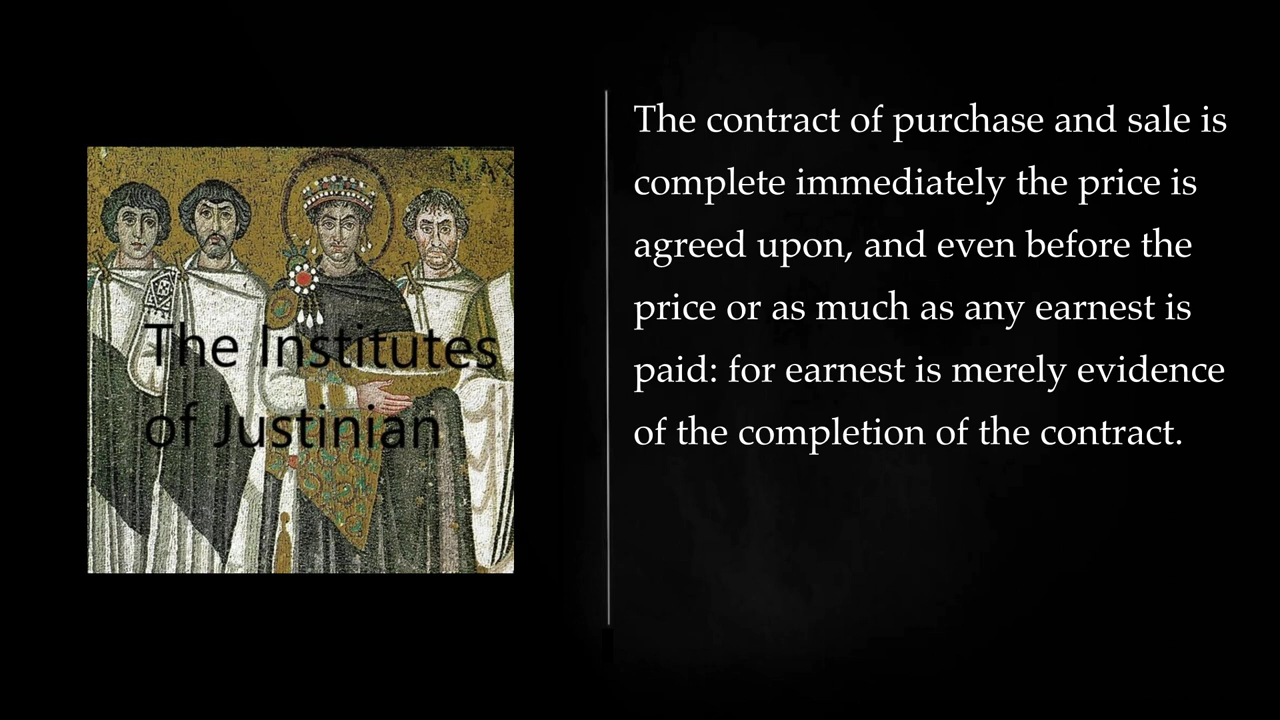 The Institutes
of Justinian
The contract of purchase and sale is
complete immediately the price is
agreed upon, and even before the
price or as much as any earnest is
paid: for earnest is merely evidence
of the completion of the contract.